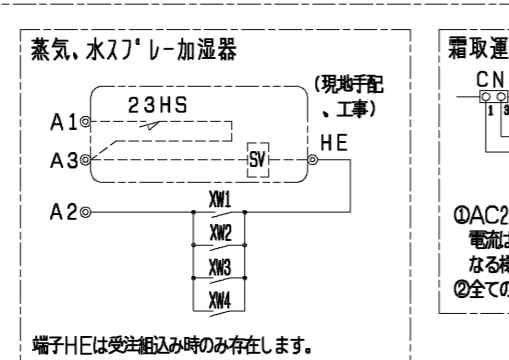 蒸気、水スプレー加湿器
(現地手配
、工事)
23HS
A1
A3
SV
HE
A2
XW1
XW2
XW3
XW4
端子HEは受注組込み時のみ存在します。
霜取運
CN
1 3
①AC2
電流は
なる様
②全ての